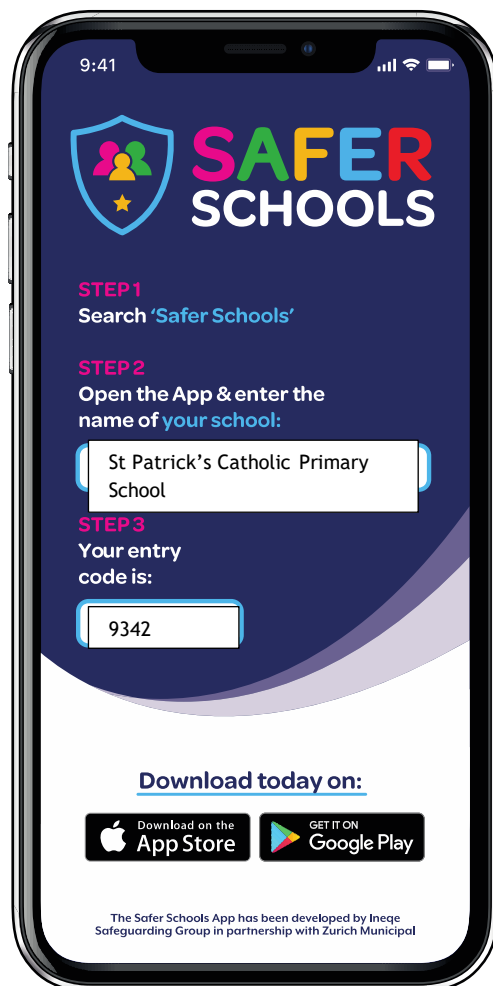 9:41
SAFER
SCHOOLS
STEP 1
Search ‘Safer Schools’
STEP 2
Open the App & enter the
name of your school:
St Patrick’s Catholic Primary
School
STEP 3
Your entry
code is:
9342
Download today on:
Download on the
App Store
GET IT ON
Google Play
The Safer Schools App has been developed by Ineqe
Safeguarding Group in partnership with Zurich Municipal